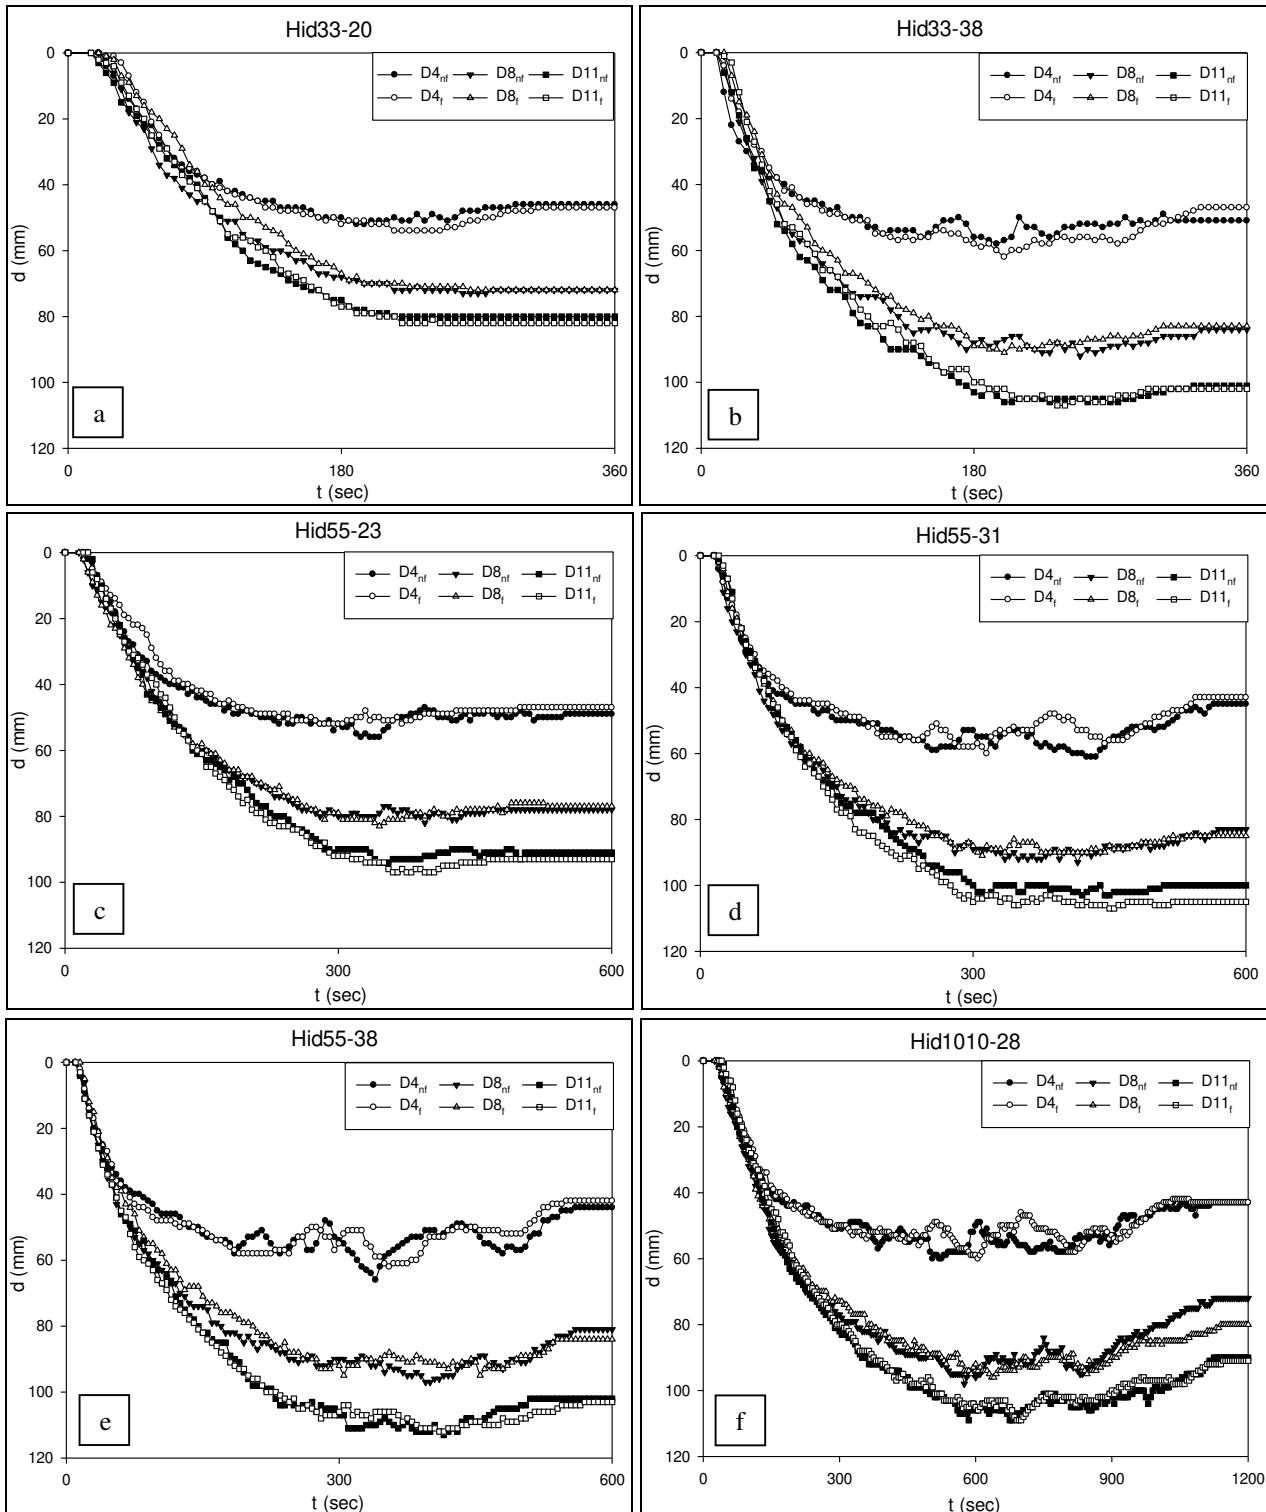 Hid33-20
D4nf D8nf D11nf
D4f D8f D11f
0
20
40
60
80
100
120
d (mm)
a
0 180 360
t (sec)
Hid33-38
D4nf D8nf D11nf
D4f D8f D11f
0
20
40
60
80
100
120
d (mm)
b
0 180 360
t (sec)
Hid55-23
D4nf D8nf D11nf
D4f D8f D11f
0
20
40
60
80
100
120
d (mm)
c
0 300 600
t (sec)
Hid55-31
D4nf D8nf D11nf
D4f D8f D11f
0
20
40
60
80
100
120
d (mm)
d
0 300 600
t (sec)
Hid55-38
D4nf D8nf D11nf
D4f D8f D11f
0
20
40
60
80
100
120
d (mm)
e
0 300 600
t (sec)
Hid1010-28
D4nf D8nf D11nf
D4f D8f D11f
0
20
40
60
80
100
120
d (mm)
f
0 300 600 900 1200
t (sec)